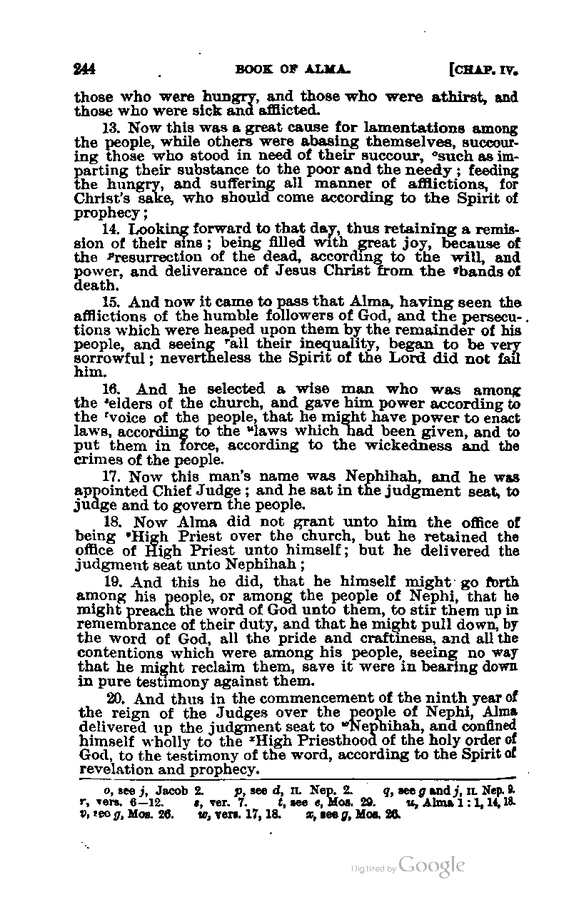 244 BOOK OF ALMA. [CHAP. IV.
those who were hungry, and those who were athirst, and
those who were sick and afflicted.
13. Now this was a great cause for lamentations among
the people, while others were abasing themselves, succour-
ing those who stood in need of their succour, ᵒsuch as im-
parting their substance to the poor and the needy; feeding
the hungry, and suffering all manner of afflictions, for
Christ's sake, who should come according to the Spirit of
prophecy;
14. Looking forward to that day, thus retaining a remis-
sion of their sins; being filled with great joy, because of
the ᵖresurrection of the dead, according to the will, and
power, and deliverance of Jesus Christ from the qbands of
death.
15. And now it came to pass that Alma, having seen the
afflictions of the humble followers of God, and the persecu-
tions which were heaped upon them by the remainder of his
people, and seeing ʳall their inequality, began to be very
sorrowful; nevertheless the Spirit of the Lord did not fail
him.
16. And he selected a wise man who was among
the ˢelders of the church, and gave him power according to
the ᵗvoice of the people, that he might have power to enact
laws, according to the ᵘlaws which had been given, and to
put them in force, according to the wickedness and the
crimes of the people.
17. Now this man's name was Nephihah, and he was
appointed Chief Judge; and he sat in the judgment seat, to
judge and to govern the people.
18. Now Alma did not grant unto him the office of
being ᵛHigh Priest over the church, but he retained the
office of High Priest unto himself; but he delivered the
judgment seat unto Nephihah;
19. And this he did, that he himself might go forth
among his people, or among the people of Nephi, that he
might preach the word of God unto them, to stir them up in
remembrance of their duty, and that he might pull down, by
the word of God, all the pride and craftiness, and all the
contentions which were among his people, seeing no way
that he might reclaim them, save it were in bearing down
in pure testimony against them.
20. And thus in the commencement of the ninth year of
the reign of the Judges over the people of Nephi, Alma
delivered up the judgment seat to ʷNephihah, and confined
himself wholly to the ˣHigh Priesthood of the holy order of
God, to the testimony of the word, according to the Spirit of
revelation and prophecy.
o, see j, Jacob 2. p, see d, II. Nep. 2. q, see g and j, II. Nep. 9.
r, vers. 6–12. s, ver. 7. t, see e, Mos. 29. u, Alma 1 : 1, 14, 18.
v, see g, Mos. 26. w, vers. 17, 18. x, see g, Mos. 26.
Digitized by Google